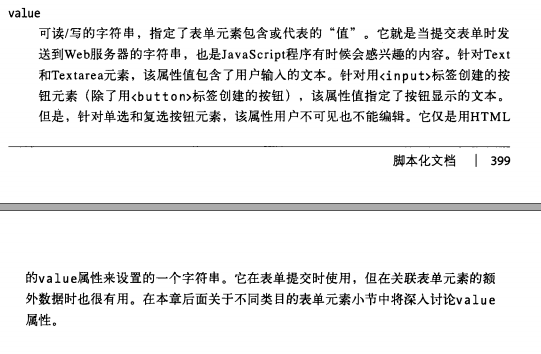 value
可读/写的字符串，指定了表单元素包含或代表的“值”。它就是当提交表单时发
送到Web服务器的字符串，也是JavaScript程序有时候会感兴趣的内容。针对Text
和Textarea元素，该属性值包含了用户输入的文本。针对用<input>标签创建的按
钮元素（除了用<button>标签创建的按钮），该属性值指定了按钮显示的文本。
但是，针对单选和复选按钮元素，该属性用户不可见也不能编辑。它仅是用HTML
脚本化文档 | 399
的value属性来设置的一个字符串。它在表单提交时使用，但在关联表单元素的额
外数据时也很有用。在本章后面关于不同类目的表单元素小节中将深入讨论value
属性。